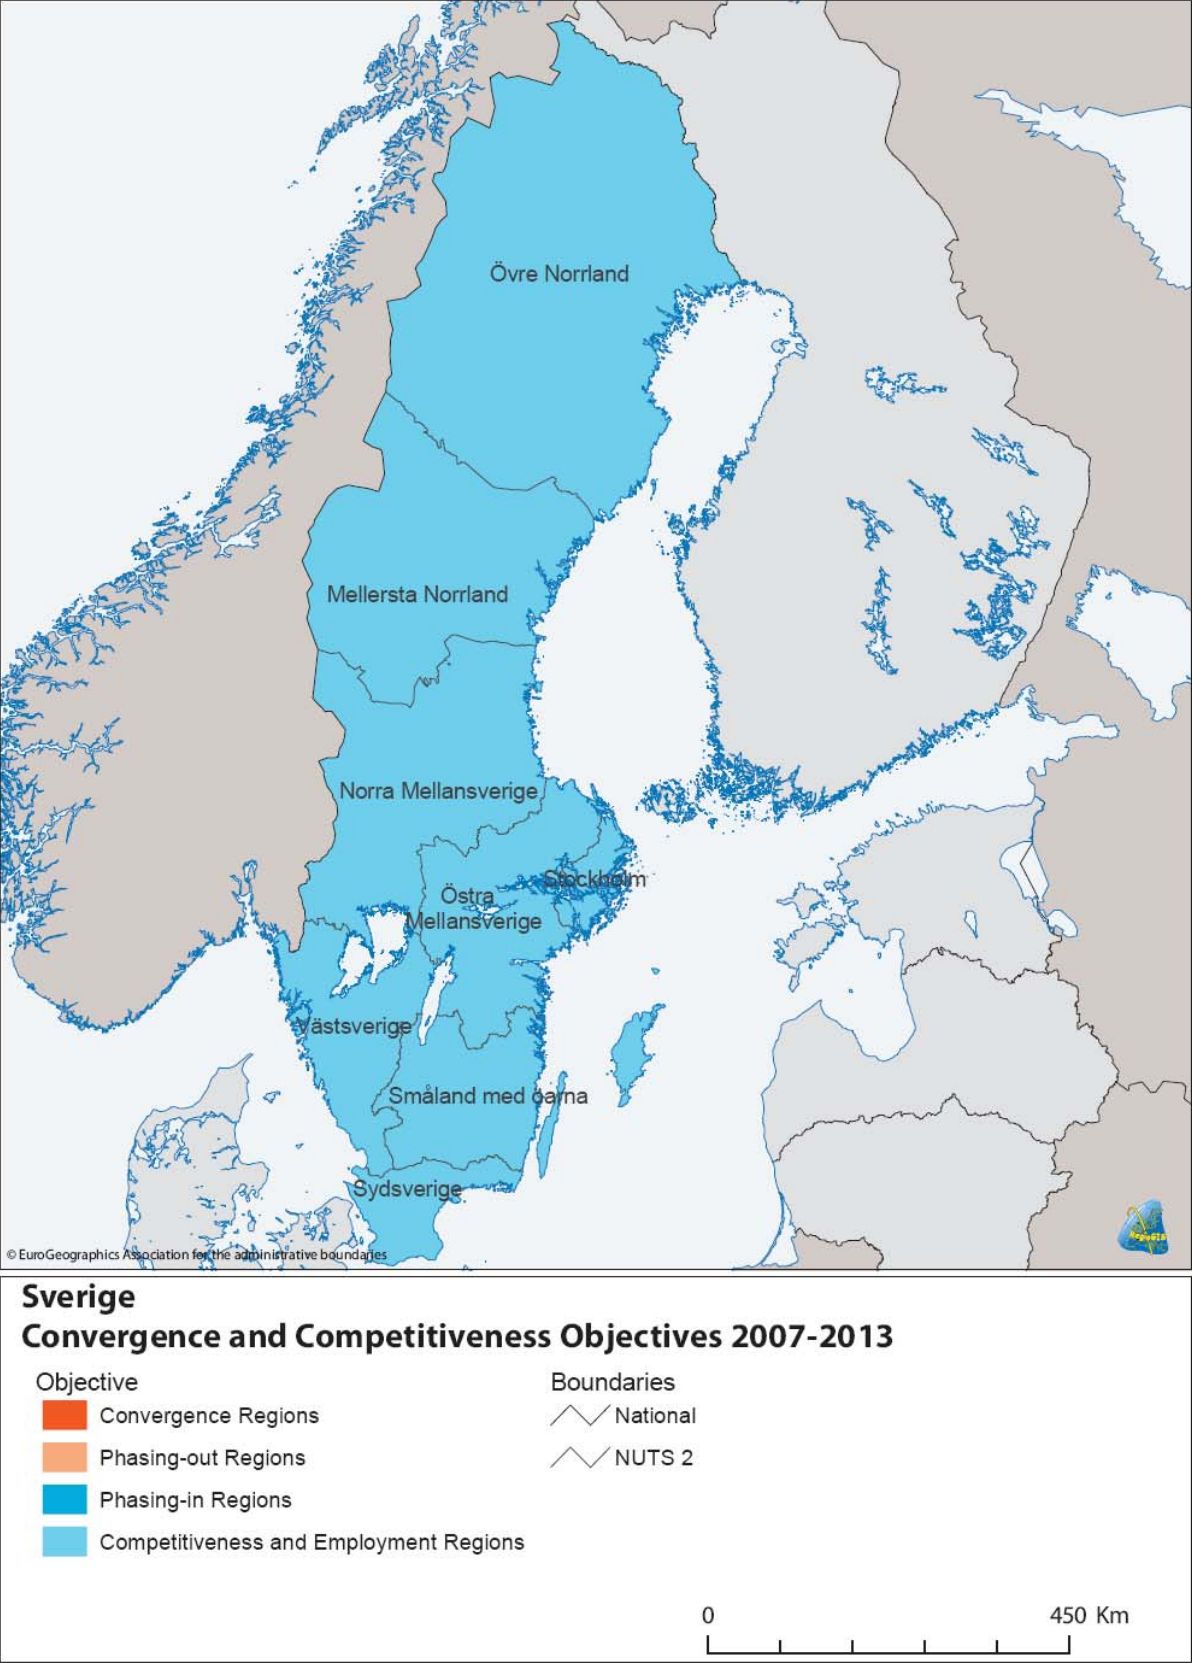 Övre Norrland
Mellersta Norrland
Norra Mellansverige
Stockholm
Östra
Mellansverige
Västsverige
Småland med öarna
Sydsverige
© EuroGeographics Association for the administrative boundaries
RegioGIS
Sverige
Convergence and Competitiveness Objectives 2007-2013
Objective
Convergence Regions
Phasing-out Regions
Phasing-in Regions
Competitiveness and Employment Regions
Boundaries
National
NUTS 2
0 450 Km